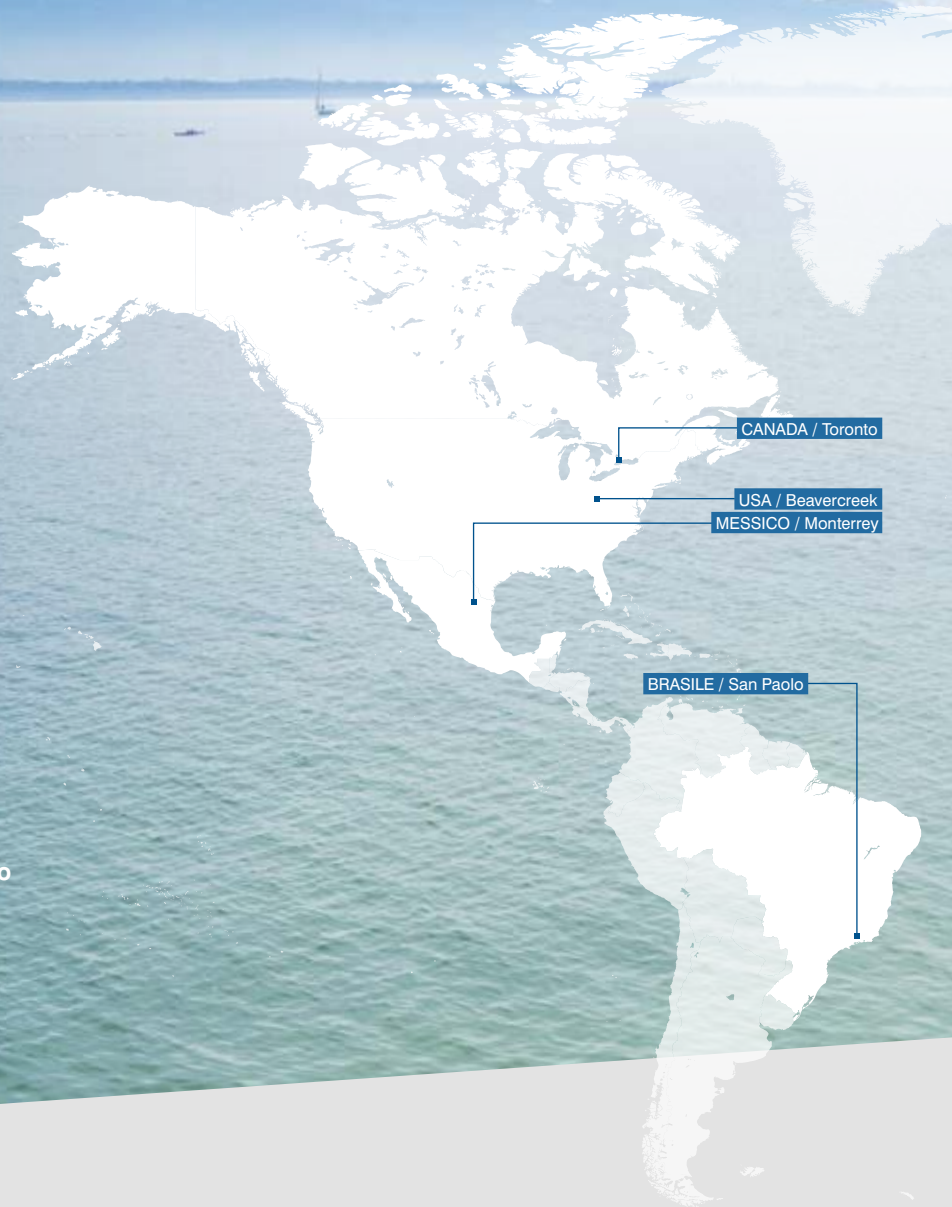 CANADA / Toronto
USA / Beavercreek
MESSICO / Monterrey
BRASILE / San Paolo
o